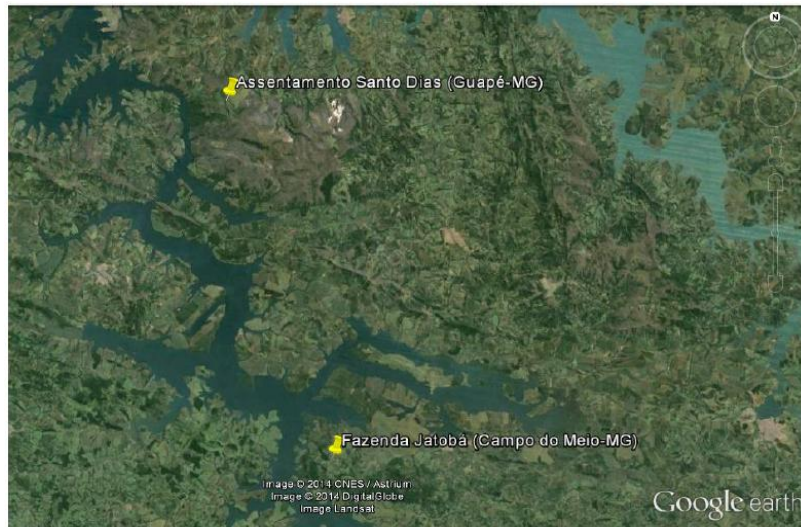 N
Assentamento Santo Dias (Guapé-MG)
Fazenda Jatobá (Campo do Meio-MG)
Image © 2014 CNES / Astrium
Image © 2014 DigitalGlobe
Image Landsat
Google earth